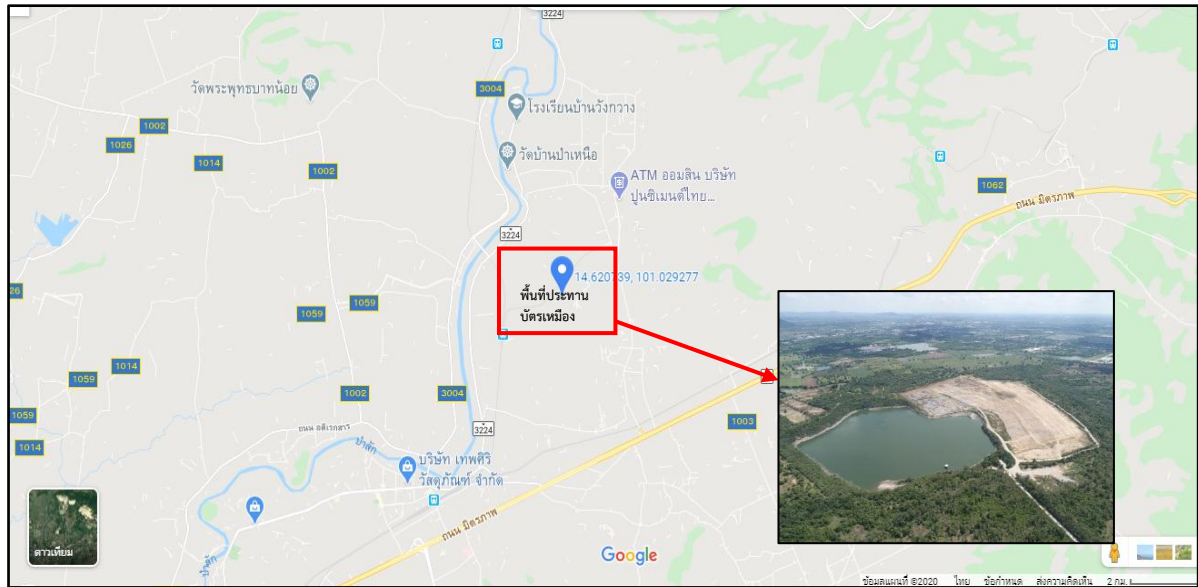 3224
วัดพระพุทธบาทน้อย
3004
โรงเรียนบ้านวังกวาง
1002
1026
1014
1002
วัดบ้านป่าเหนือ
ATM ออมสิน บริษัท
ปูนซิเมนต์ไทย...
1062
ถนน มิตรภาพ
3224
14.620739, 101.029277
พื้นที่ประทาน
บัตรเหมือง
26
1059
1059
1014
1059
1002
3004
1059
1003
1014
ถนน อดิเรกสาร
3224
ป่าสัก
บริษัท เทพศิริ
วัสดุภัณฑ์ จำกัด
ถนน มิตรภาพ
ดาวเทียม
ป่าสัก
Google
ข้อมูลแผนที่ ©2020 ไทย ข้อกำหนด ส่งความคิดเห็น 2 กม.